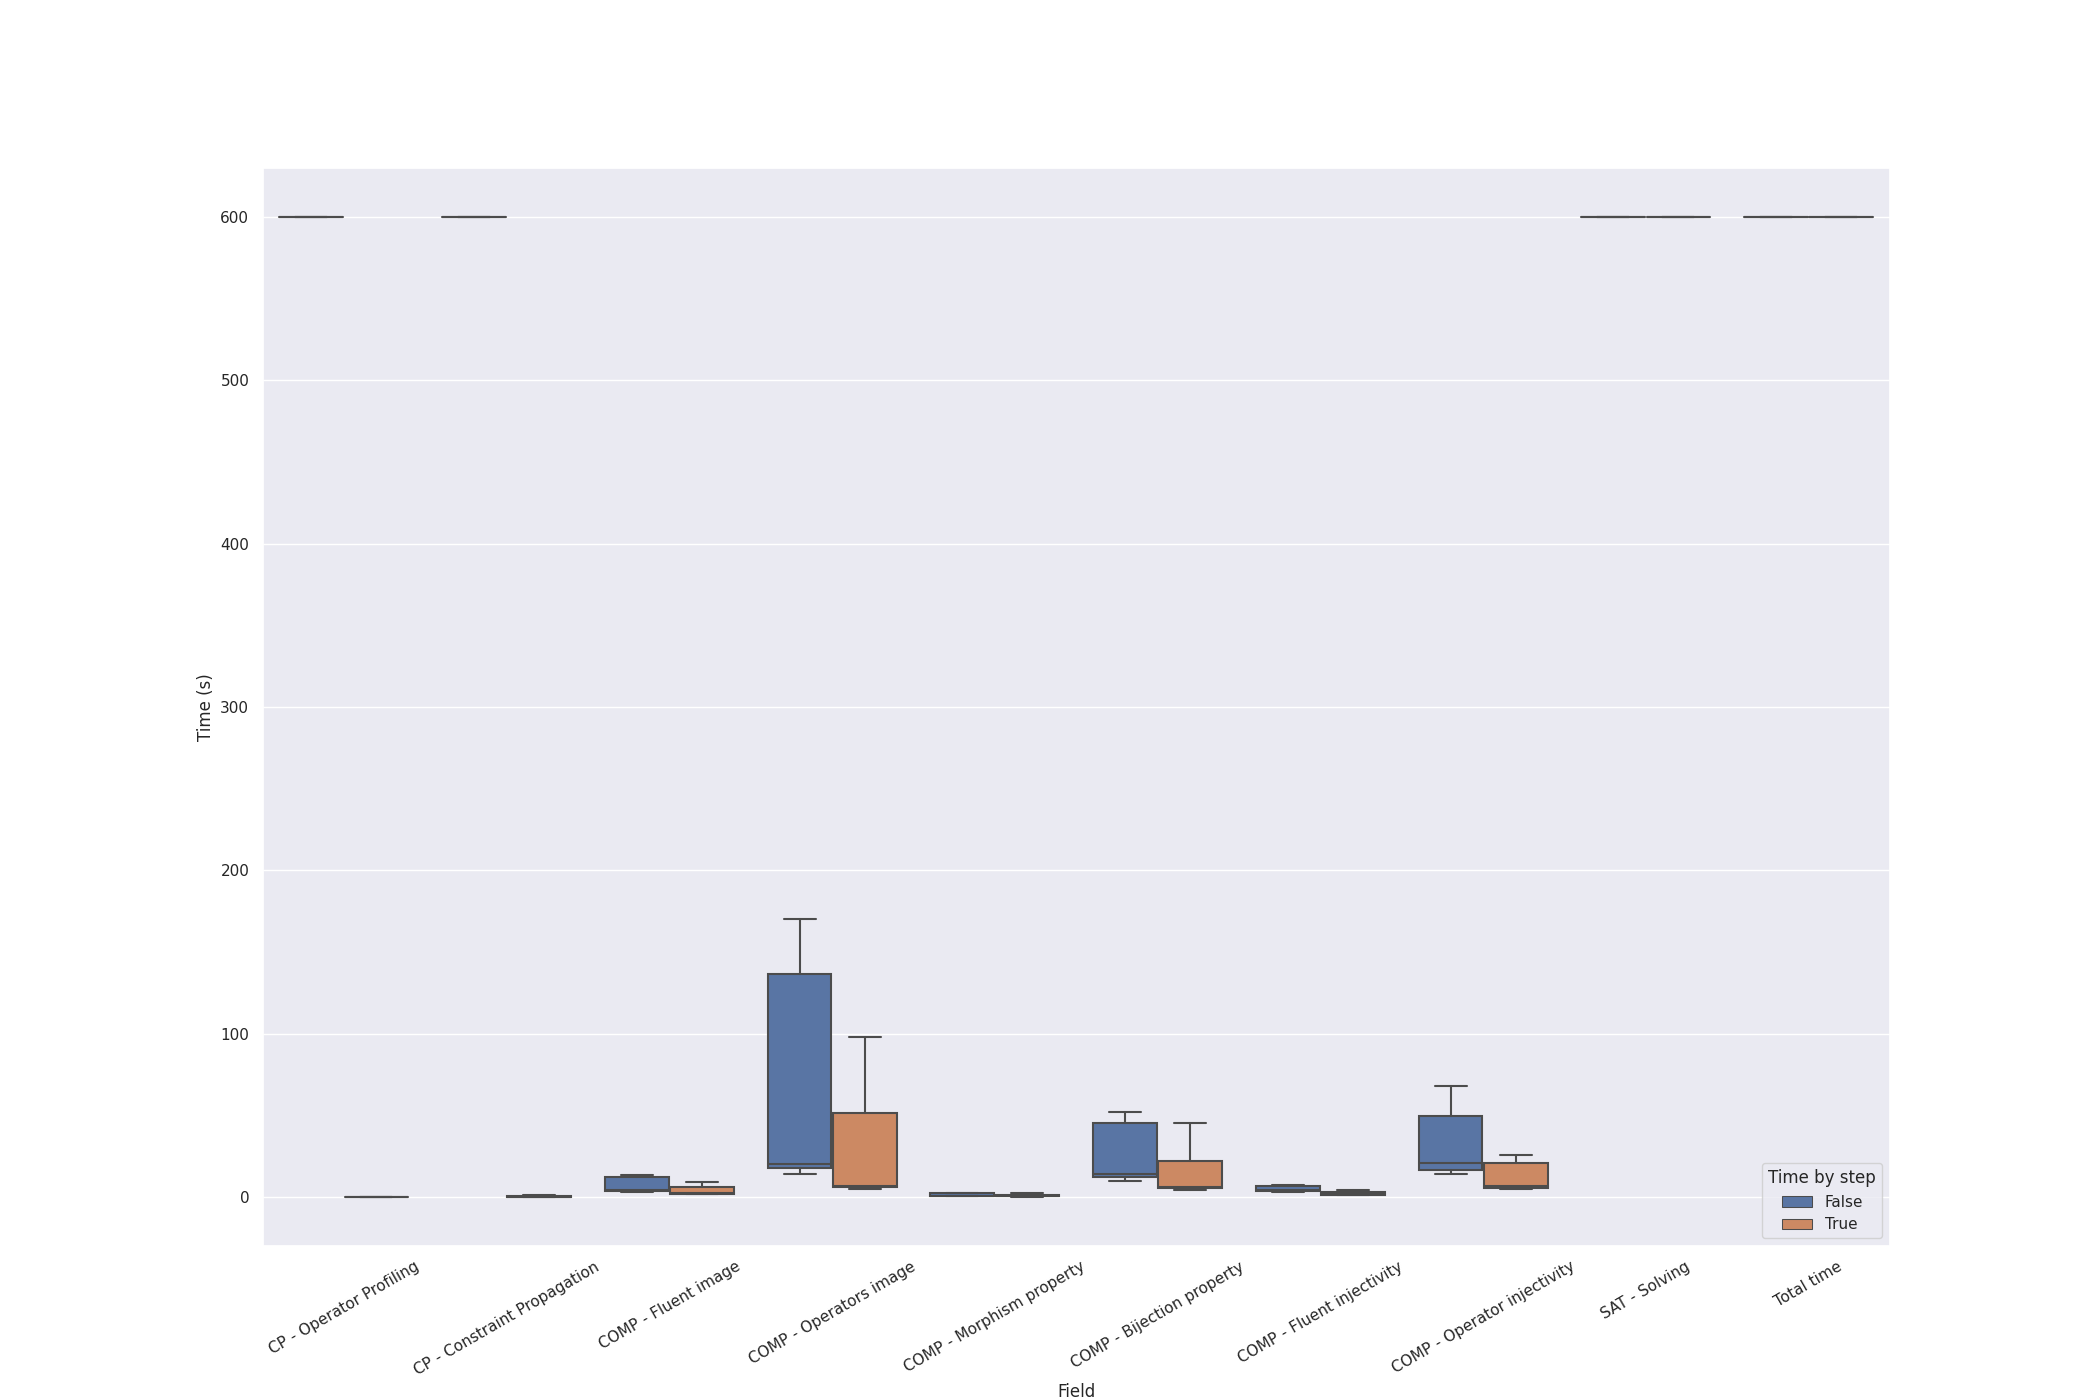 600
500
400
300
200
100
0
Time (s)
Time by step
False
True
CP - Operator Profiling
CP - Constraint Propagation
COMP - Fluent image
COMP - Operators image
COMP - Morphism property
COMP - Bijection property
COMP - Fluent injectivity
COMP - Operator injectivity
SAT - Solving
Total time
Field